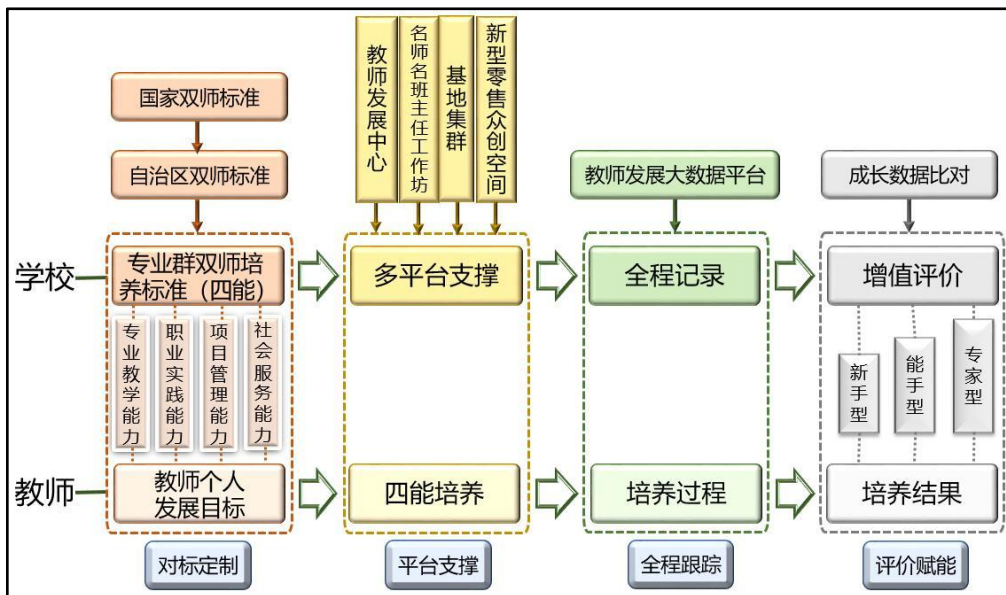 国家双师标准
自治区双师标准
教师发展中心
名师名班主任工作坊
基地集群
新型零售众创空间
教师发展大数据平台
成长数据比对
学校
专业群双师培
养标准（四能）
多平台支撑
全程记录
增值评价
专业教学能力
职业实践能力
项目管理能力
社会服务能力
新手型
能手型
专家型
教师
教师个人
发展目标
四能培养
培养过程
培养结果
对标定制
平台支撑
全程跟踪
评价赋能